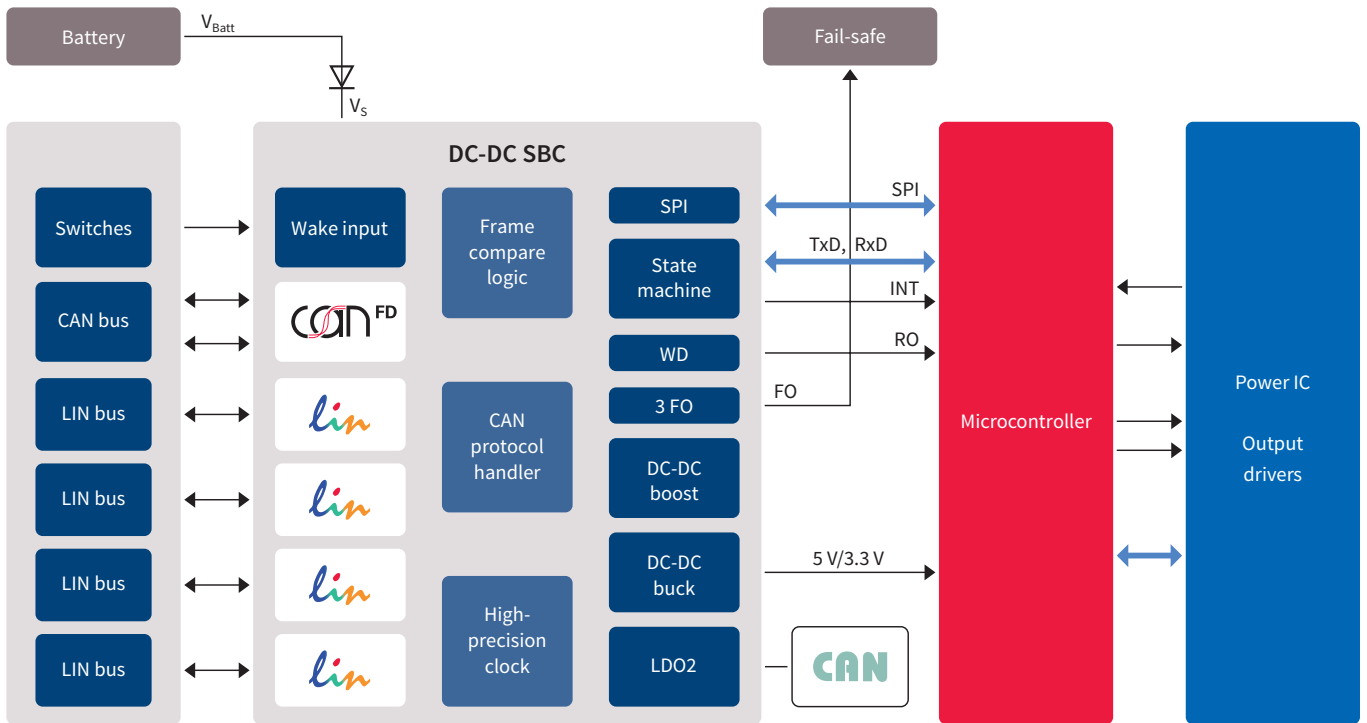 Battery
V_Batt
V_S
Fail-safe
DC-DC SBC
Switches
CAN bus
LIN bus
LIN bus
LIN bus
LIN bus
Wake input
CAN FD
lin
lin
lin
lin
Frame
compare
logic
CAN
protocol
handler
High-
precision
clock
SPI
State
machine
WD
3 FO
DC-DC
boost
DC-DC
buck
LDO2
SPI
TxD, RxD
INT
RO
FO
5 V/3.3 V
CAN
Microcontroller
Power IC
Output
drivers